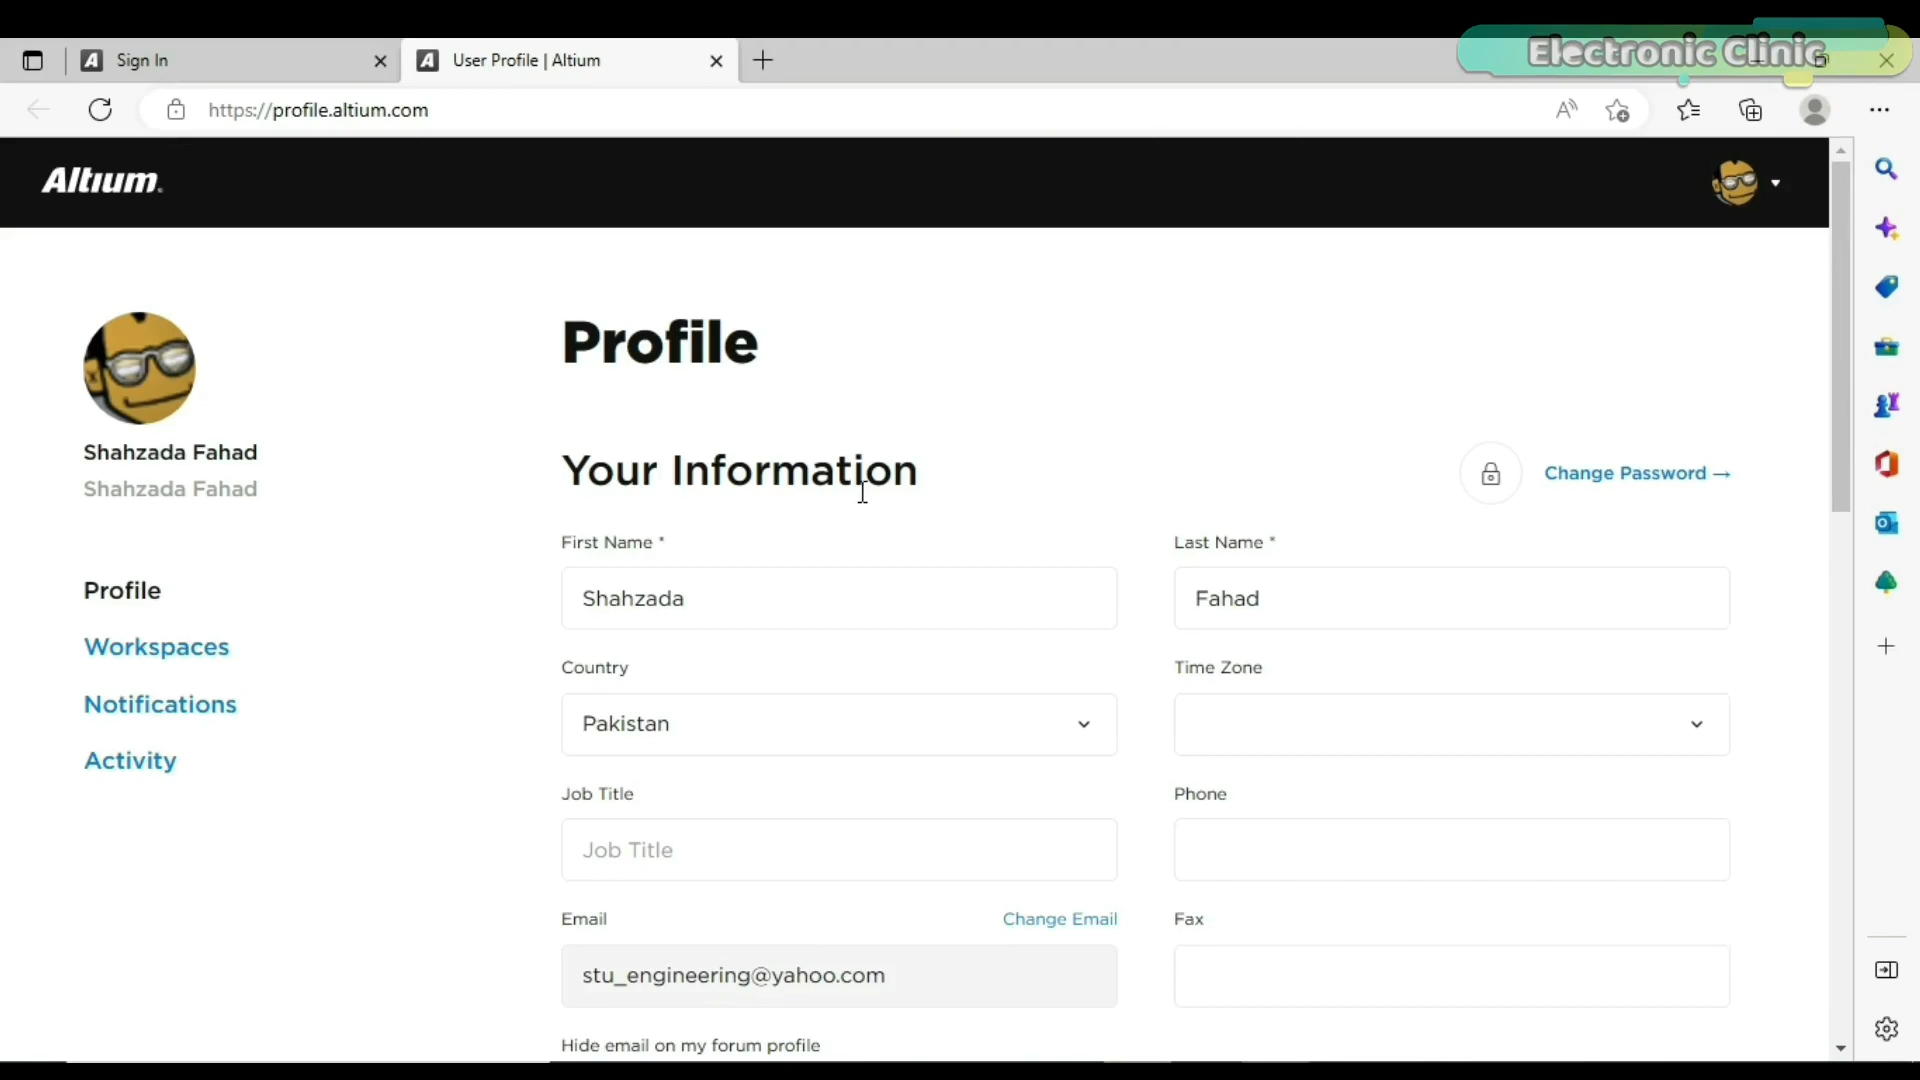 Electronic Clinic
Sign In
User Profile | Altium
https://profile.altium.com
Altium.
Profile
Shahzada Fahad
Shahzada Fahad
Your Information
Change Password →
First Name *
Last Name *
Shahzada
Fahad
Profile
Workspaces
Notifications
Activity
Country
Time Zone
Pakistan
Job Title
Phone
Job Title
Email
Change Email
Fax
stu_engineering@yahoo.com
Hide email on my forum profile